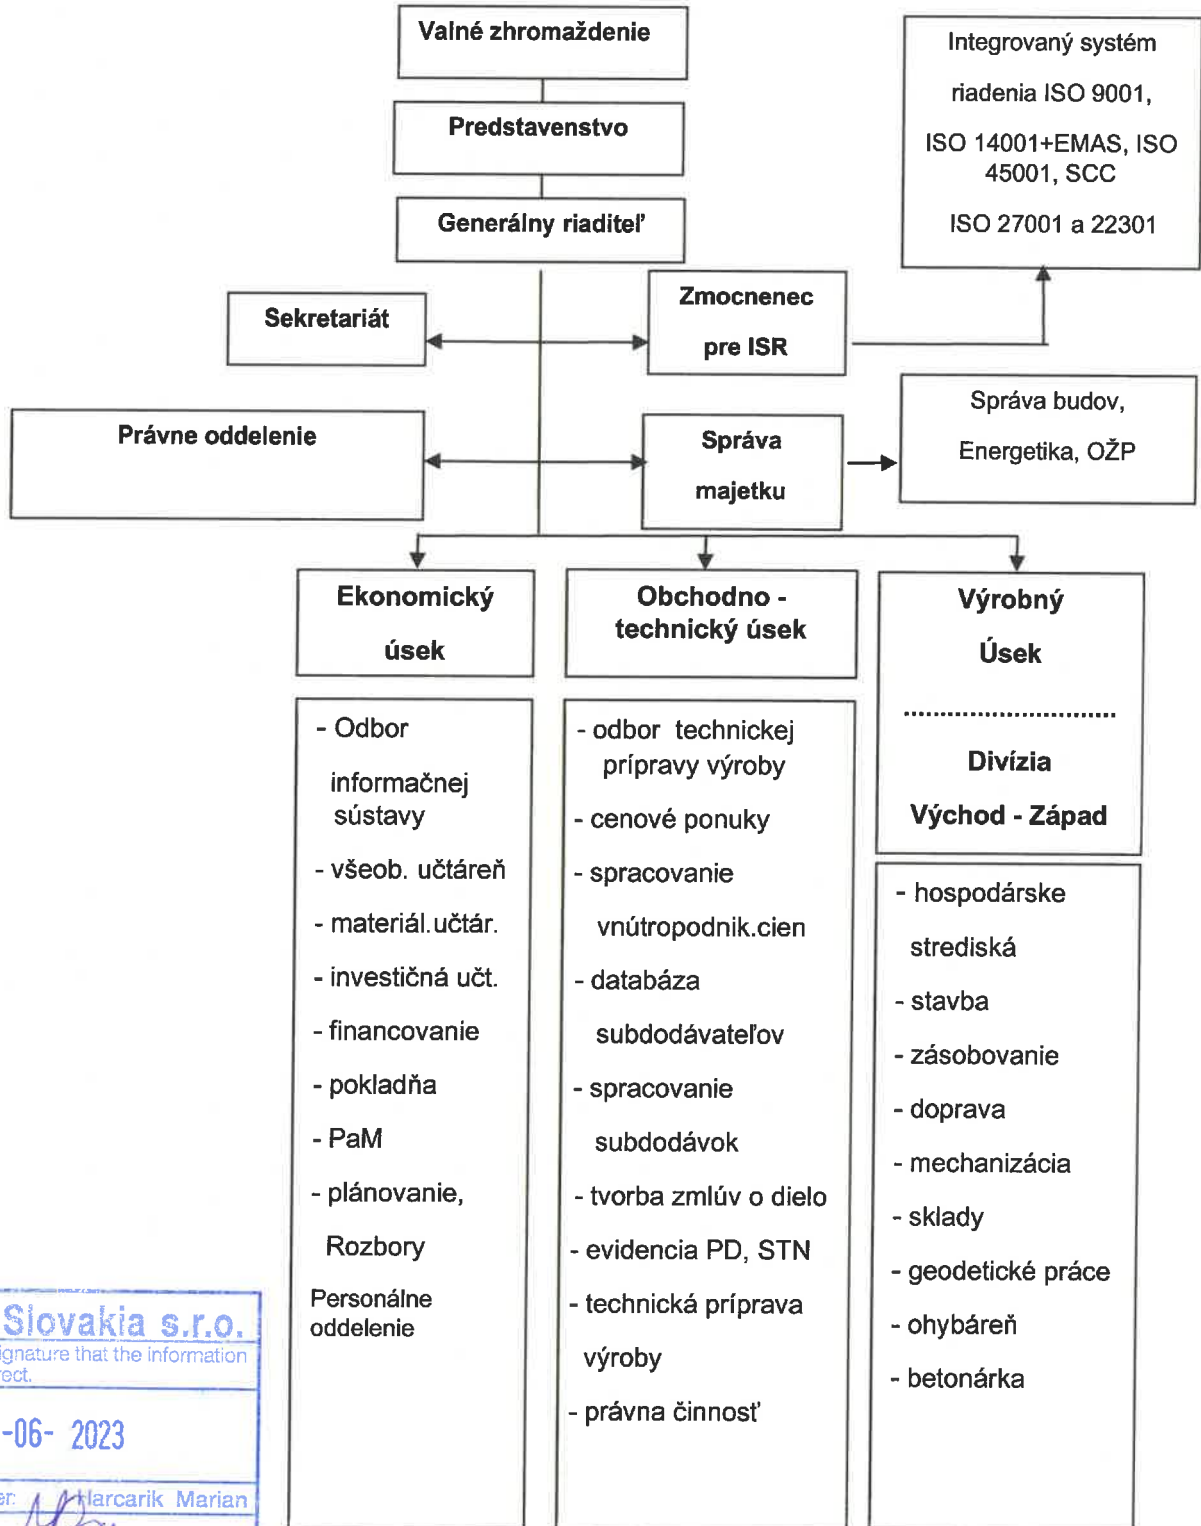 Valné zhromaždenie
Predstavenstvo
Generálny riaditeľ
Integrovaný systém
riadenia ISO 9001,
ISO 14001+EMAS, ISO
45001, SCC
ISO 27001 a 22301
Sekretariát
Zmocnenec
pre ISR
Právne oddelenie
Správa
majetku
Správa budov,
Energetika, OŽP
Ekonomický
úsek
Obchodno -
technický úsek
Výrobný
Úsek
............................
Divízia
Východ - Západ
- Odbor
informačnej
sústavy
- všeob. učtáreň
- materiál.učtár.
- investičná učt.
- financovanie
- pokladňa
- PaM
- plánovanie,
Rozbory
Personálne
oddelenie
- odbor technickej
prípravy výroby
- cenové ponuky
- spracovanie
vnútropodnik.cien
- databáza
subdodávateľov
- spracovanie
subdodávok
- tvorba zmlúv o dielo
- evidencia PD, STN
- technická príprava
výroby
- právna činnosť
- hospodárske
strediská
- stavba
- zásobovanie
- doprava
- mechanizácia
- sklady
- geodetické práce
- ohybáreň
- betonárka
Slovakia s.r.o.
ignature that the information
rect.
-06- 2023
er: Harcarik Marian